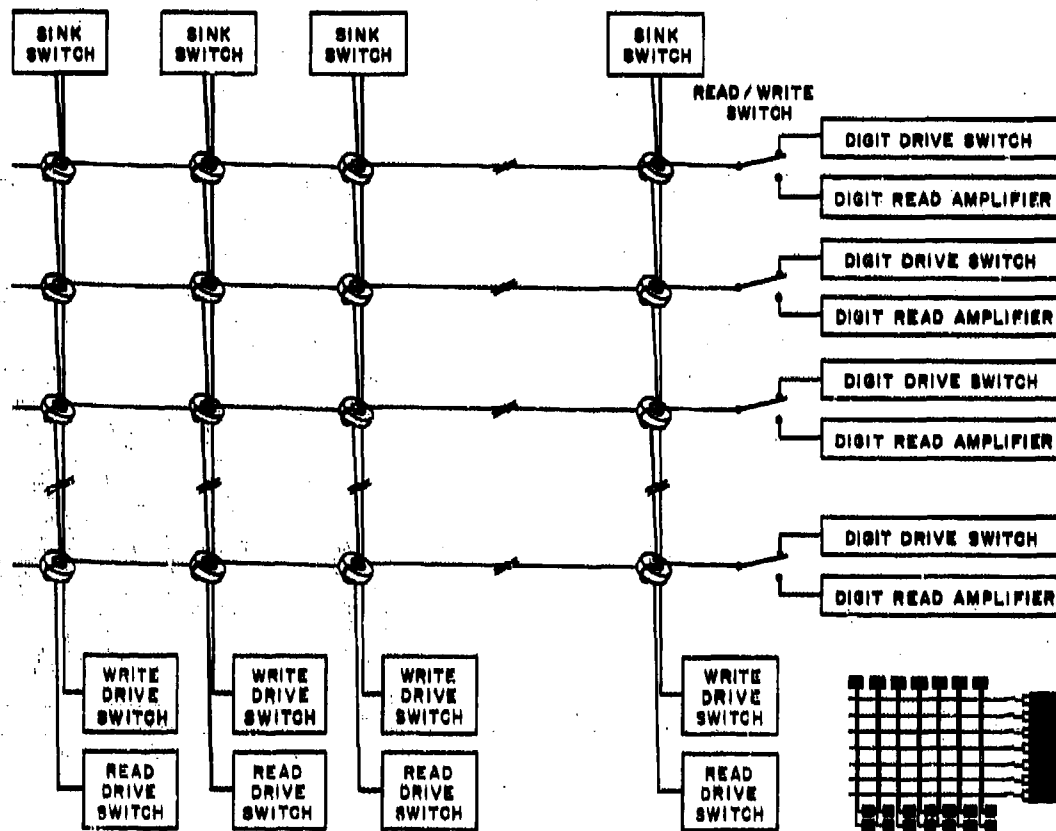 SINK
SWITCH
SINK
SWITCH
SINK
SWITCH
SINK
SWITCH
READ/WRITE
SWITCH
DIGIT DRIVE SWITCH
DIGIT READ AMPLIFIER
DIGIT DRIVE SWITCH
DIGIT READ AMPLIFIER
DIGIT DRIVE SWITCH
DIGIT READ AMPLIFIER
DIGIT DRIVE SWITCH
DIGIT READ AMPLIFIER
WRITE
DRIVE
SWITCH
WRITE
DRIVE
SWITCH
WRITE
DRIVE
SWITCH
WRITE
DRIVE
SWITCH
READ
DRIVE
SWITCH
READ
DRIVE
SWITCH
READ
DRIVE
SWITCH
READ
DRIVE
SWITCH